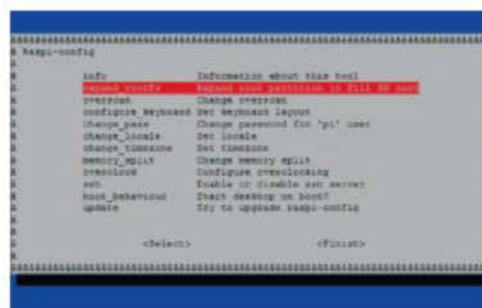 Raspi-config
info Information about this tool
expand_rootfs Expand root partition to fill SD card
overscan Change overscan
configure_keyboard Set keyboard layout
change_pass Change password for 'pi' user
change_locale Set locale
change_timezone Set timezone
memory_split Change memory split
overclock Configure overclocking
ssh Enable or disable ssh server
boot_behaviour Start desktop on boot?
update Try to upgrade raspi-config
<Select> <Finish>